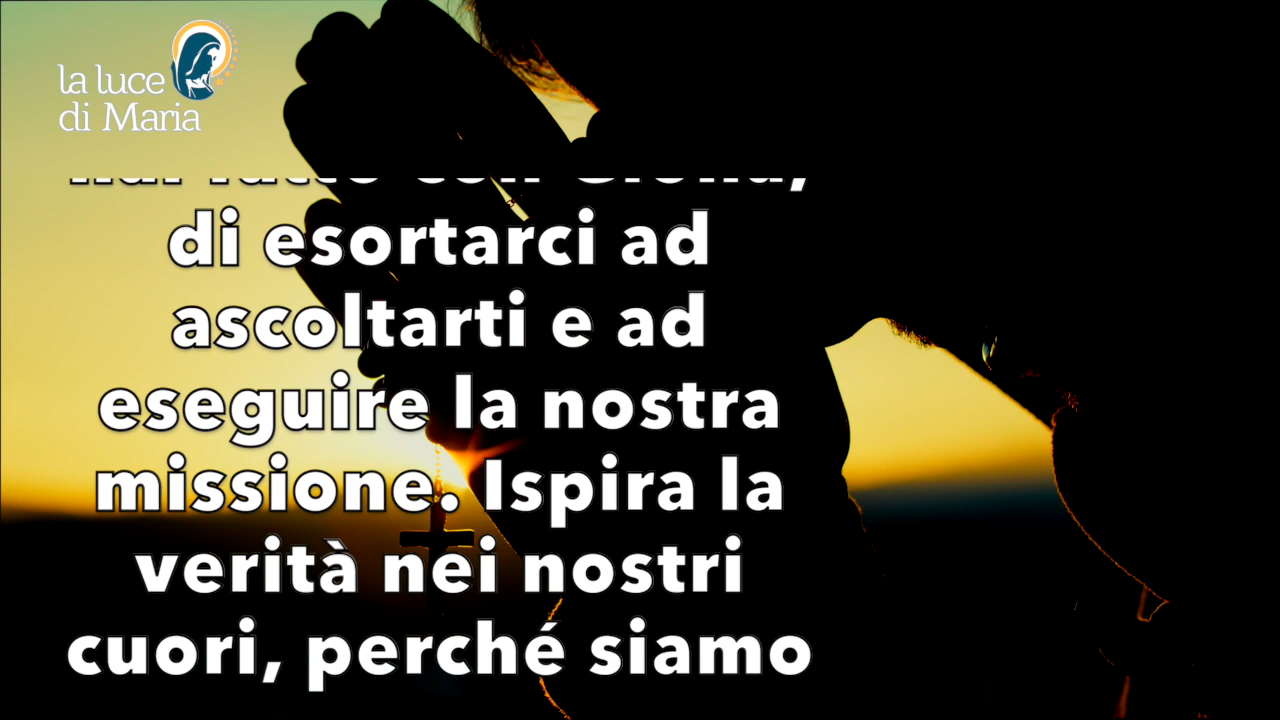 la luce
di Maria
di esortarci ad
ascoltarti e ad
eseguire la nostra
missione. Ispira la
verità nei nostri
cuori, perché siamo